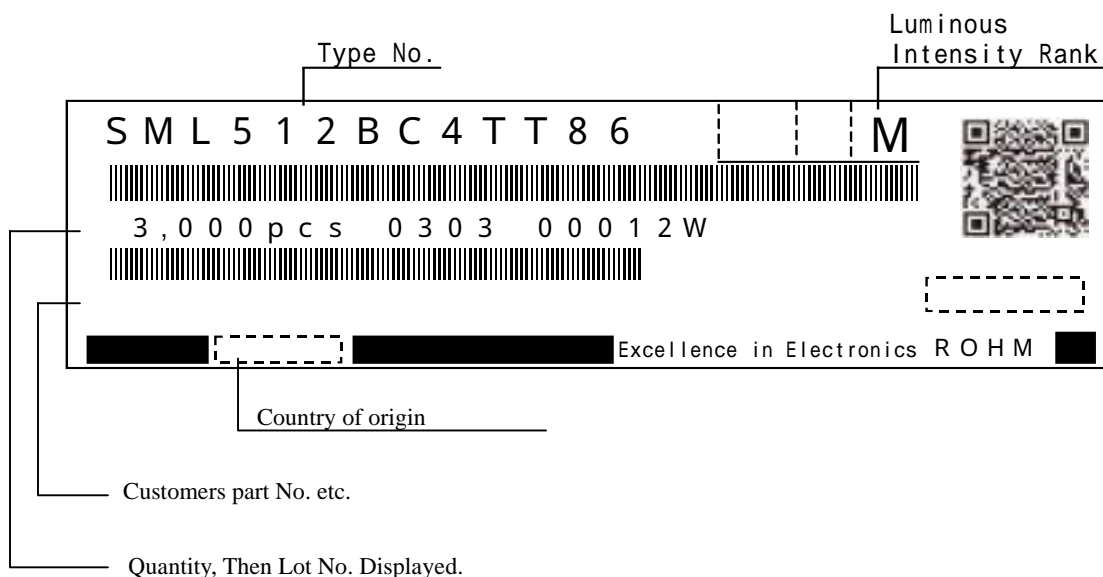 Luminous
Type No. Intensity Rank
SML512BC4TT86 M
3,000pcs 0303 00012W
Excellence in Electronics ROHM
Country of origin
Customers part No. etc.
Quantity, Then Lot No. Displayed.